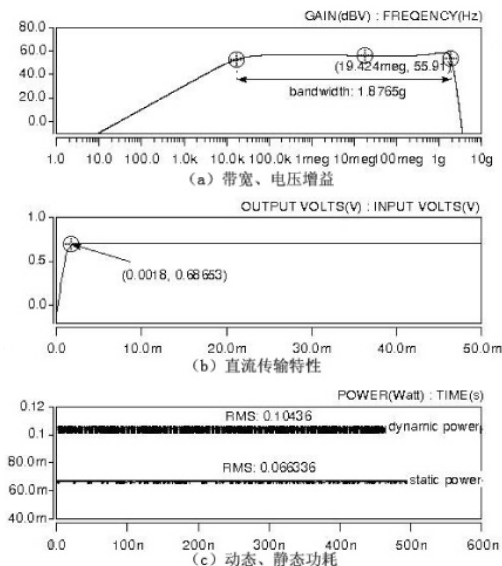 GAIN(dBV) : FREQENCY(Hz)
80.0
60.0
40.0
20.0
0.0
(19.424meg, 55.91)
bandwidth: 1.8765g
1.0 10.0 100.0 1.0k 10.0k 100.0k 1meg 10meg 100meg 1g 10g
(a) 带宽、电压增益
OUTPUT VOLTS(V) : INPUT VOLTS(V)
1.0
0.5
0.0
(0.0018, 0.68653)
0.0 10.0m 20.0m 30.0m 40.0m 50.0m
(b) 直流传输特性
POWER(Watt) : TIME(s)
0.12
0.1
80.0m
60.0m
40.0m
RMS: 0.10436
dynamic power
RMS: 0.066336
static power
0.0 100n 200n 300n 400n 500n 600n
(c) 动态、静态功耗